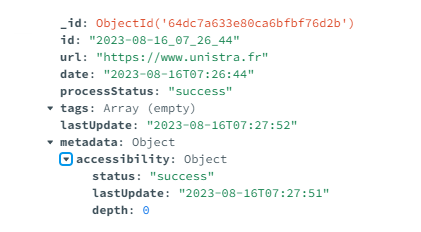 _id: ObjectId('64dc7a633e80ca6bfbf76d2b')
id: "2023-08-16_07_26_44"
url: "https://www.unistra.fr"
date: "2023-08-16T07:26:44"
processStatus: "success"
tags: Array (empty)
lastUpdate: "2023-08-16T07:27:52"
metadata: Object
accessibility: Object
status: "success"
lastUpdate: "2023-08-16T07:27:51"
depth: 0